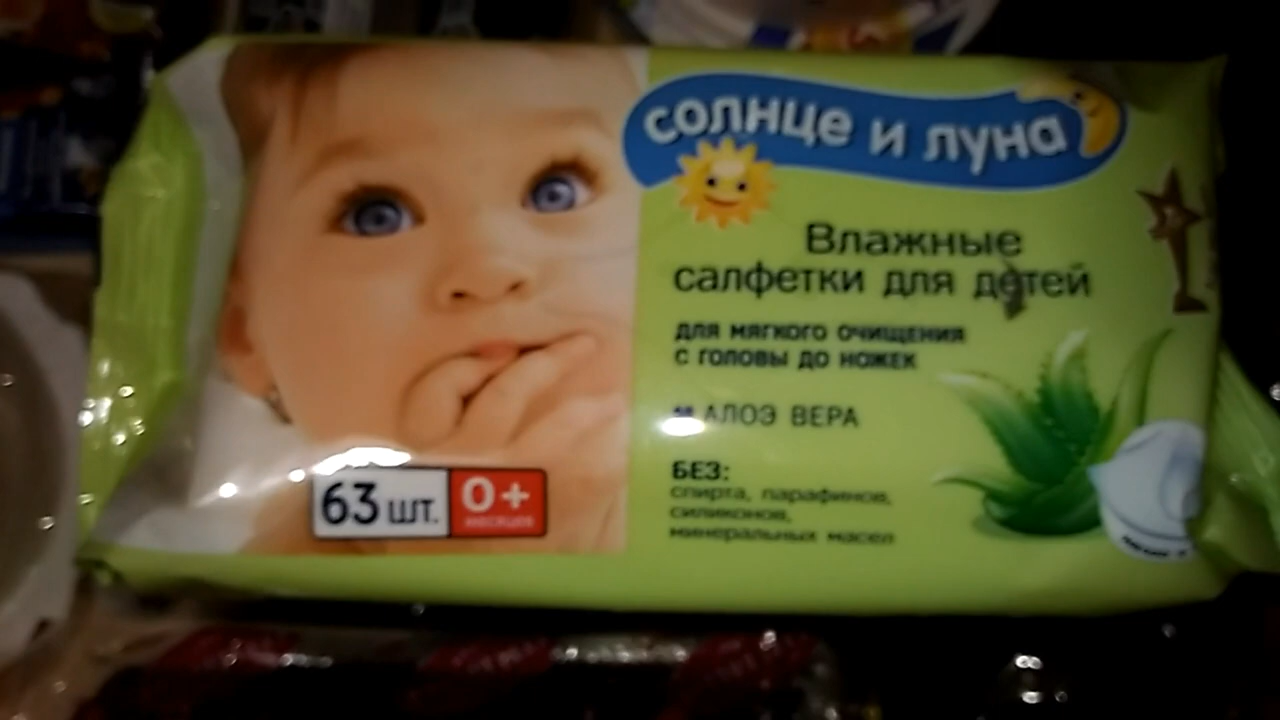 солнце и луна
Влажные
салфетки для детей
для мягкого очищения
с головы до ножек
АЛОЭ ВЕРА
БЕЗ:
спирта, парафинов,
силиконов,
минеральных масел
63 шт.
0+
месяцев